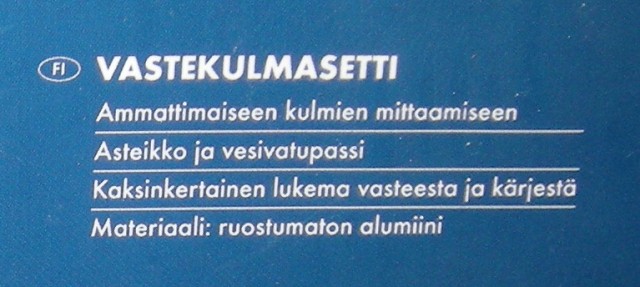 FI VASTEKULMASETTI
Ammattimaiseen kulmien mittaamiseen
Asteikko ja vesivatupassi
Kaksinkertainen lukema vasteesta ja kärjestä
Materiaali: ruostumaton alumiini